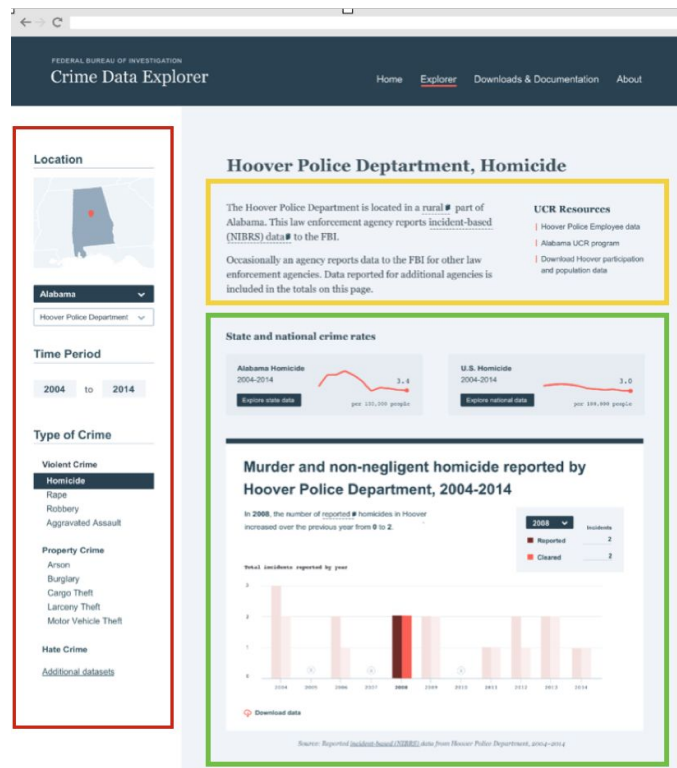 FEDERAL BUREAU OF INVESTIGATION
Crime Data Explorer
Home Explorer Downloads & Documentation About
Location
Alabama
Hoover Police Department
Time Period
2004 to 2014
Type of Crime
Violent Crime
Homicide
Rape
Robbery
Aggravated Assault
Property Crime
Arson
Burglary
Cargo Theft
Larceny Theft
Motor Vehicle Theft
Hate Crime
Additional datasets
Hoover Police Deptartment, Homicide
The Hoover Police Department is located in a rural part of
Alabama. This law enforcement agency reports incident-based
(NIBRS) data to the FBI.
Occasionally an agency reports data to the FBI for other law
enforcement agencies. Data reported for additional agencies is
included in the totals on this page.
UCR Resources
Hoover Police Employee data
Alabama UCR program
Download Hoover participation
and population data
State and national crime rates
Alabama Homicide
2004-2014
3.4
Explore state data
per 100,000 people
U.S. Homicide
2004-2014
3.0
Explore national data
per 100,000 people
Murder and non-negligent homicide reported by
Hoover Police Department, 2004-2014
In 2008, the number of reported homicides in Hoover
increased over the previous year from 0 to 2.
2008 Incidents
Reported 2
Cleared 2
Total incidents reported by year
3
2
1
0
2004 2005 2006 2007 2008 2009 2010 2011 2012 2013 2014
Download data
Source: Reported incident-based (NIBRS) data from Hoover Police Department, 2004–2014